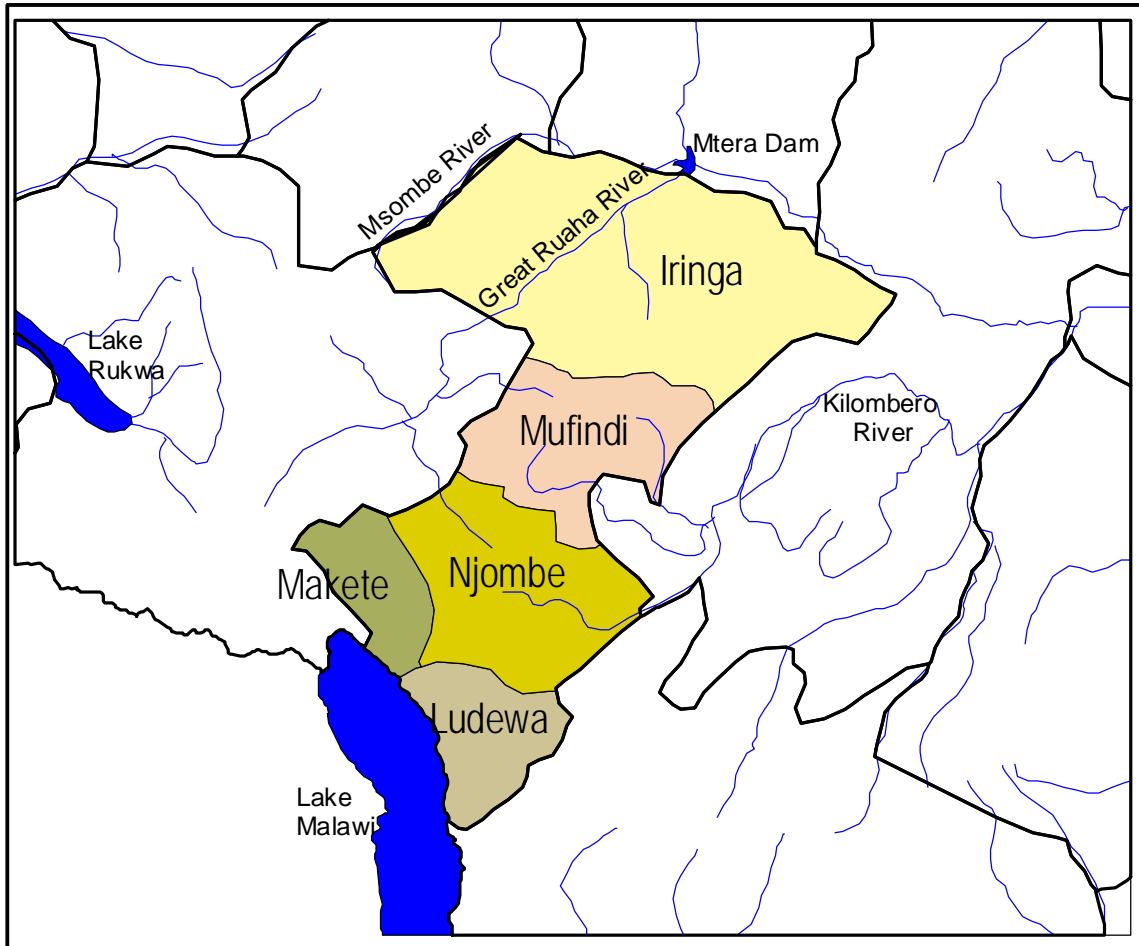 Msombe River
Mtera Dam
Great Ruaha River
Iringa
Lake
Rukwa
Kilombero
River
Mufindi
Njombe
Makete
Ludewa
Lake
Malawi